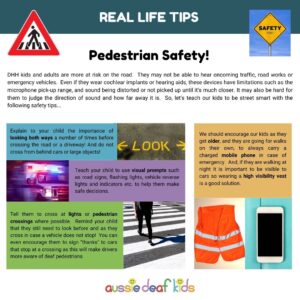 REAL LIFE TIPS
SAFETY
FIRST
Pedestrian Safety!
DHH kids and adults are more at risk on the road. They may not be able to hear oncoming traffic, road works or
emergency vehicles. Even if they wear cochlear implants or hearing aids, these devices have limitations such as the
microphone pick-up range, and sound being distorted or not picked up until it's much closer. It may also be hard for
them to judge the direction of sound and how far away it is. So, let's teach our kids to be street smart with the
following safety tips...
Explain to your child the importance of
looking both ways a number of times before
crossing the road or a driveway! And do not
cross from behind cars or large objects!
← LOOK →
Teach your child to use visual prompts such
as road signs, flashing lights, vehicle reverse
lights and indicators etc. to help them make
safe decisions.
Tell them to cross at lights or pedestrian
crossings where possible. Remind your child
that they still need to look before and as they
cross in case a vehicle does not stop! You can
even encourage them to sign "thanks" to cars
that stop at a crossing as this will make drivers
more aware of deaf pedestrians.
We should encourage our kids as they
get older, and they are going for walks
on their own, to always carry a
charged mobile phone in case of
emergency. And, if they are walking at
night it is important to be visible to
cars so wearing a high visibility vest
is a good solution.
aussie deaf kids